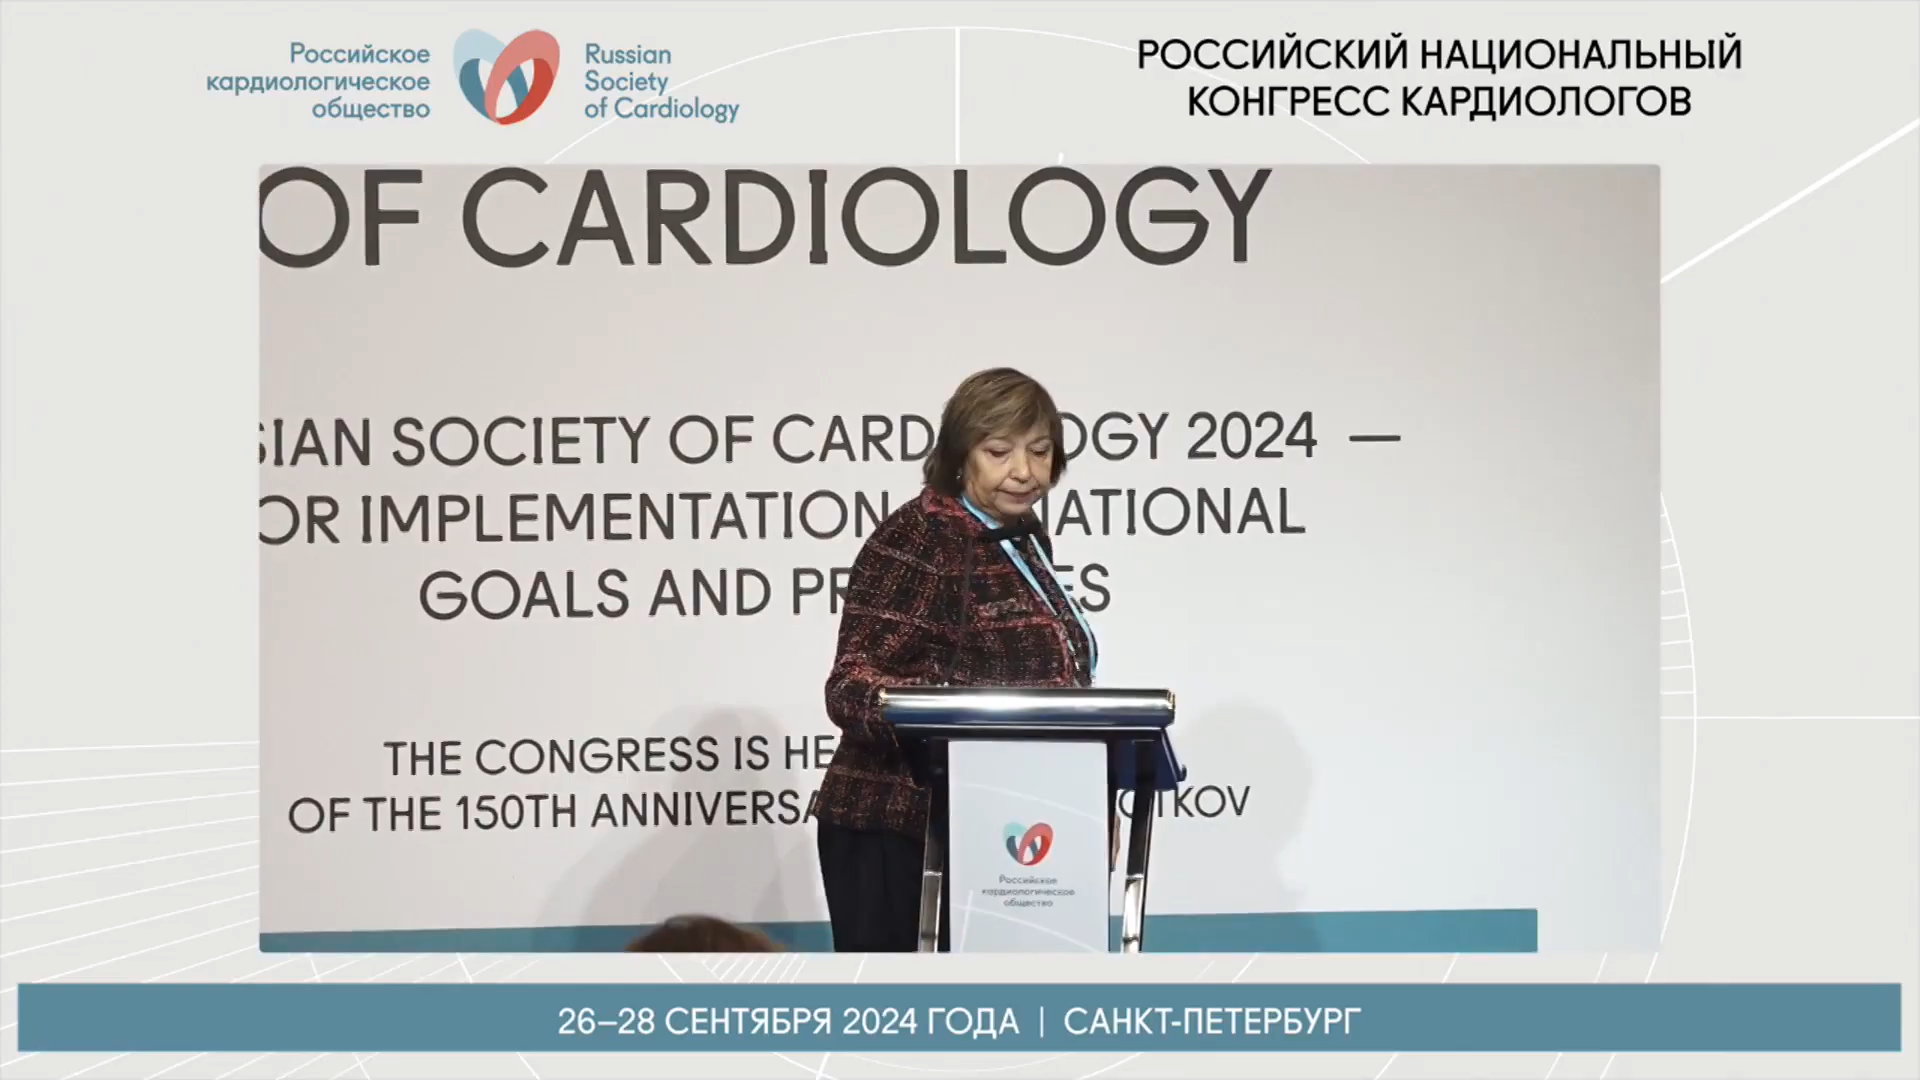 Российское
кардиологическое
общество
Russian
Society
of Cardiology
РОССИЙСКИЙ НАЦИОНАЛЬНЫЙ
КОНГРЕСС КАРДИОЛОГОВ
OF CARDIOLOGY
SIAN SOCIETY OF CARD OGY 2024 —
OR IMPLEMENTATION NATIONAL
GOALS AND PR ES
THE CONGRESS IS HE
OF THE 150TH ANNIVERSA OTKOV
Российское
кардиологическое
общество
26–28 СЕНТЯБРЯ 2024 ГОДА | САНКТ-ПЕТЕРБУРГ